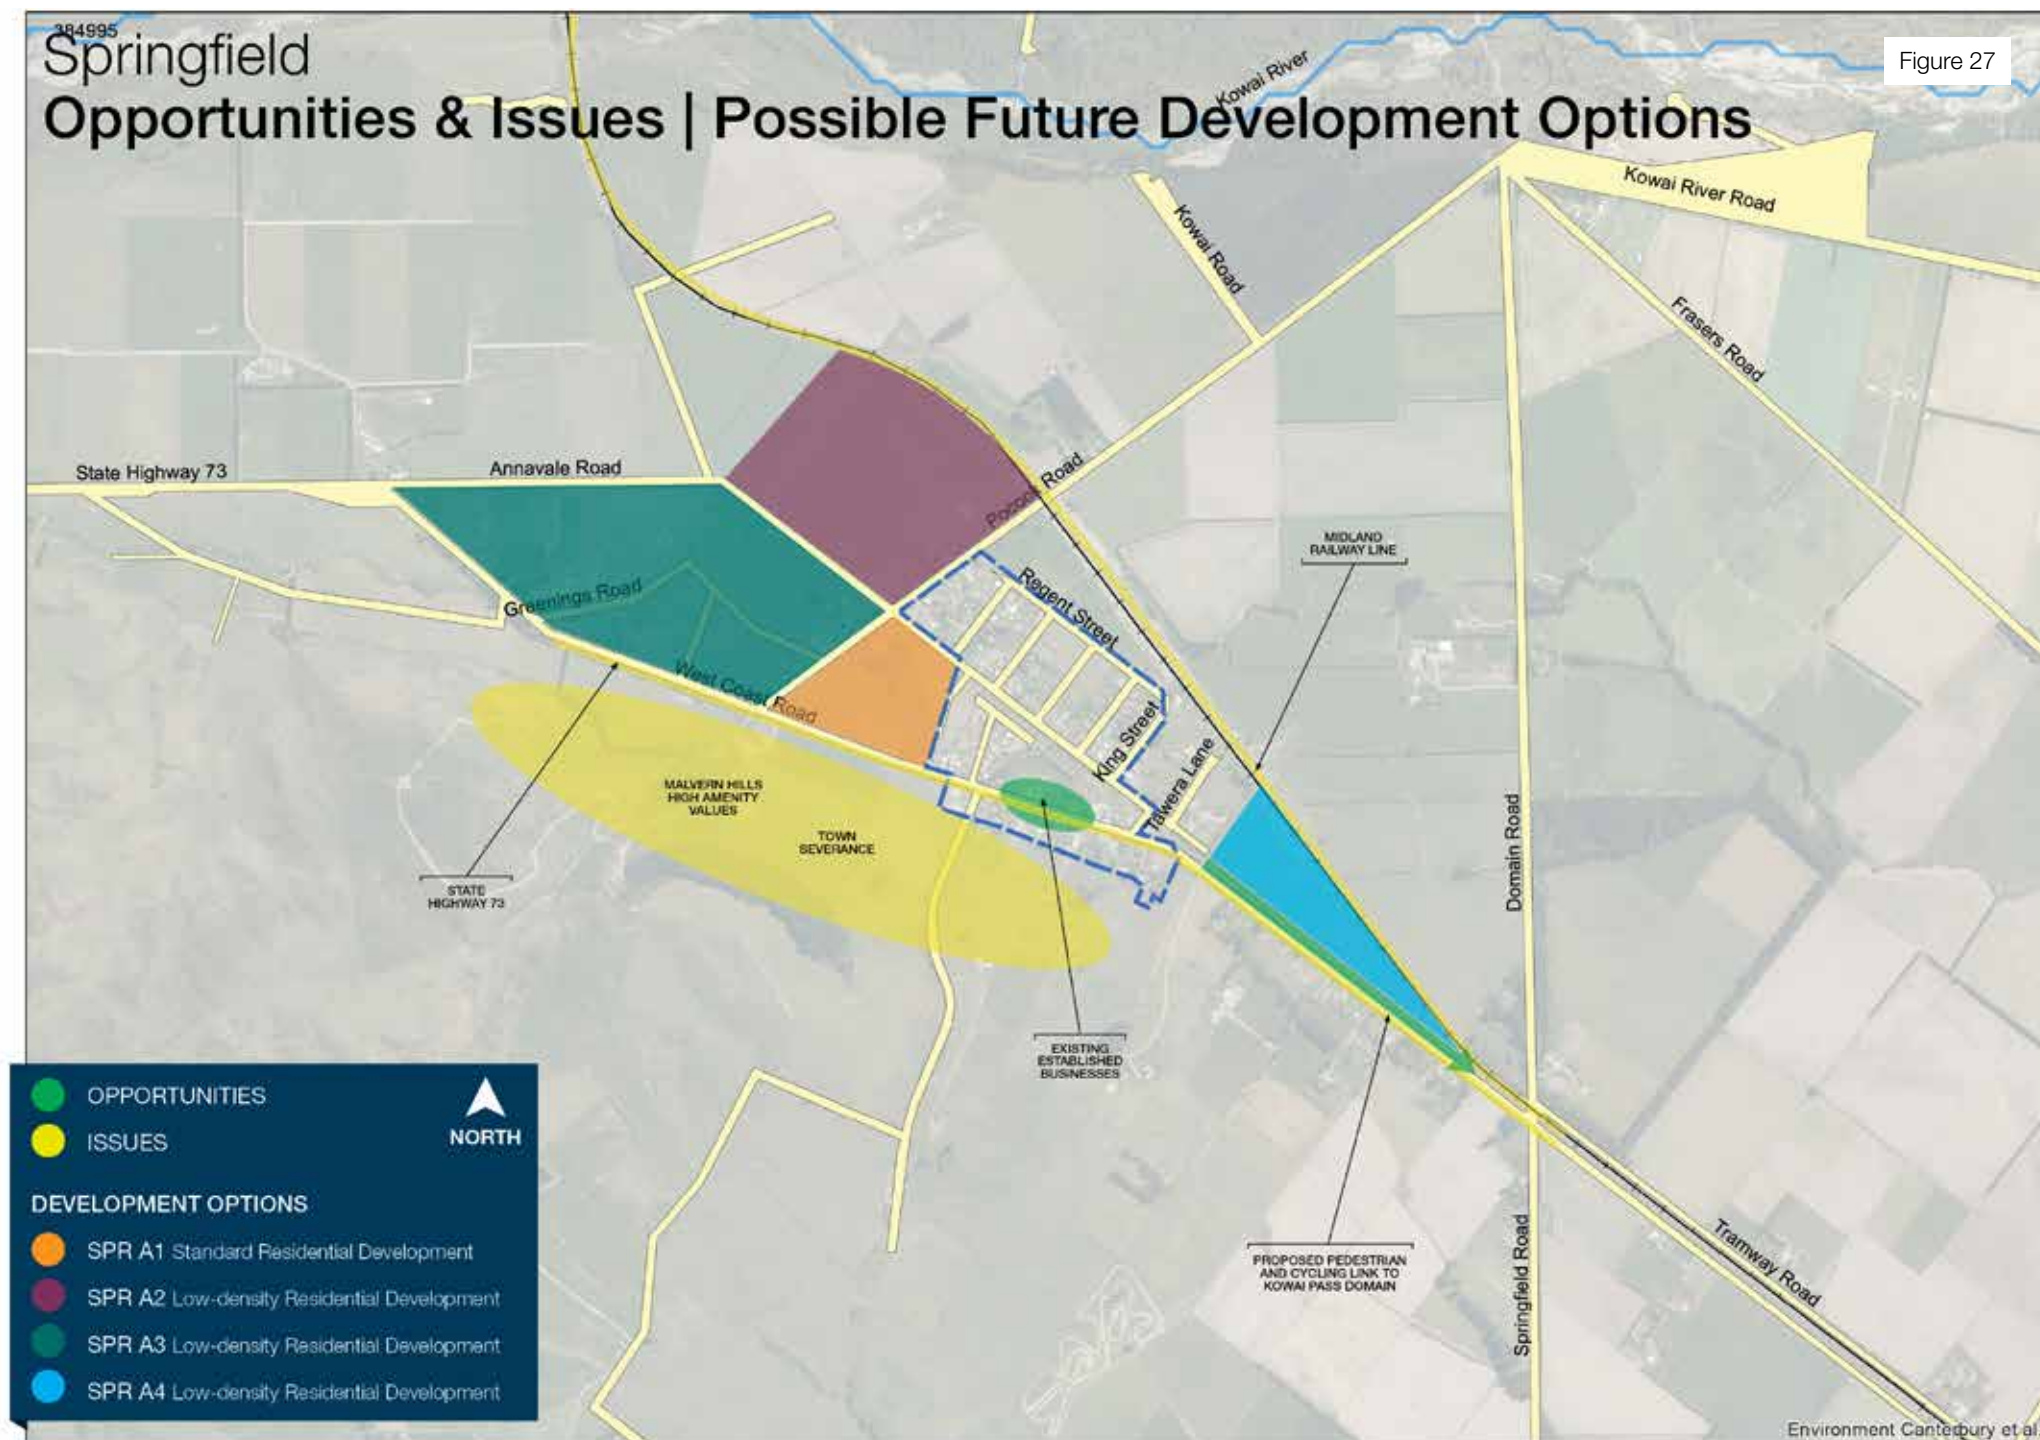 384995
Springfield
Opportunities & Issues | Possible Future Development Options
Figure 27
Kowai River
Kowai River Road
Kowai Road
Frasers Road
State Highway 73
Annavale Road
Pocock Road
MIDLAND
RAILWAY LINE
Greenings Road
Regent Street
West Coast Road
King Street
Tawera Lane
MALVERN HILLS
HIGH AMENITY
VALUES
TOWN
SEVERANCE
Domain Road
STATE
HIGHWAY 73
EXISTING
ESTABLISHED
BUSINESSES
PROPOSED PEDESTRIAN
AND CYCLING LINK TO
KOWAI PASS DOMAIN
Springfield Road
Tramway Road
OPPORTUNITIES
ISSUES
NORTH
DEVELOPMENT OPTIONS
SPR A1 Standard Residential Development
SPR A2 Low-density Residential Development
SPR A3 Low-density Residential Development
SPR A4 Low-density Residential Development
Environment Canterbury et al